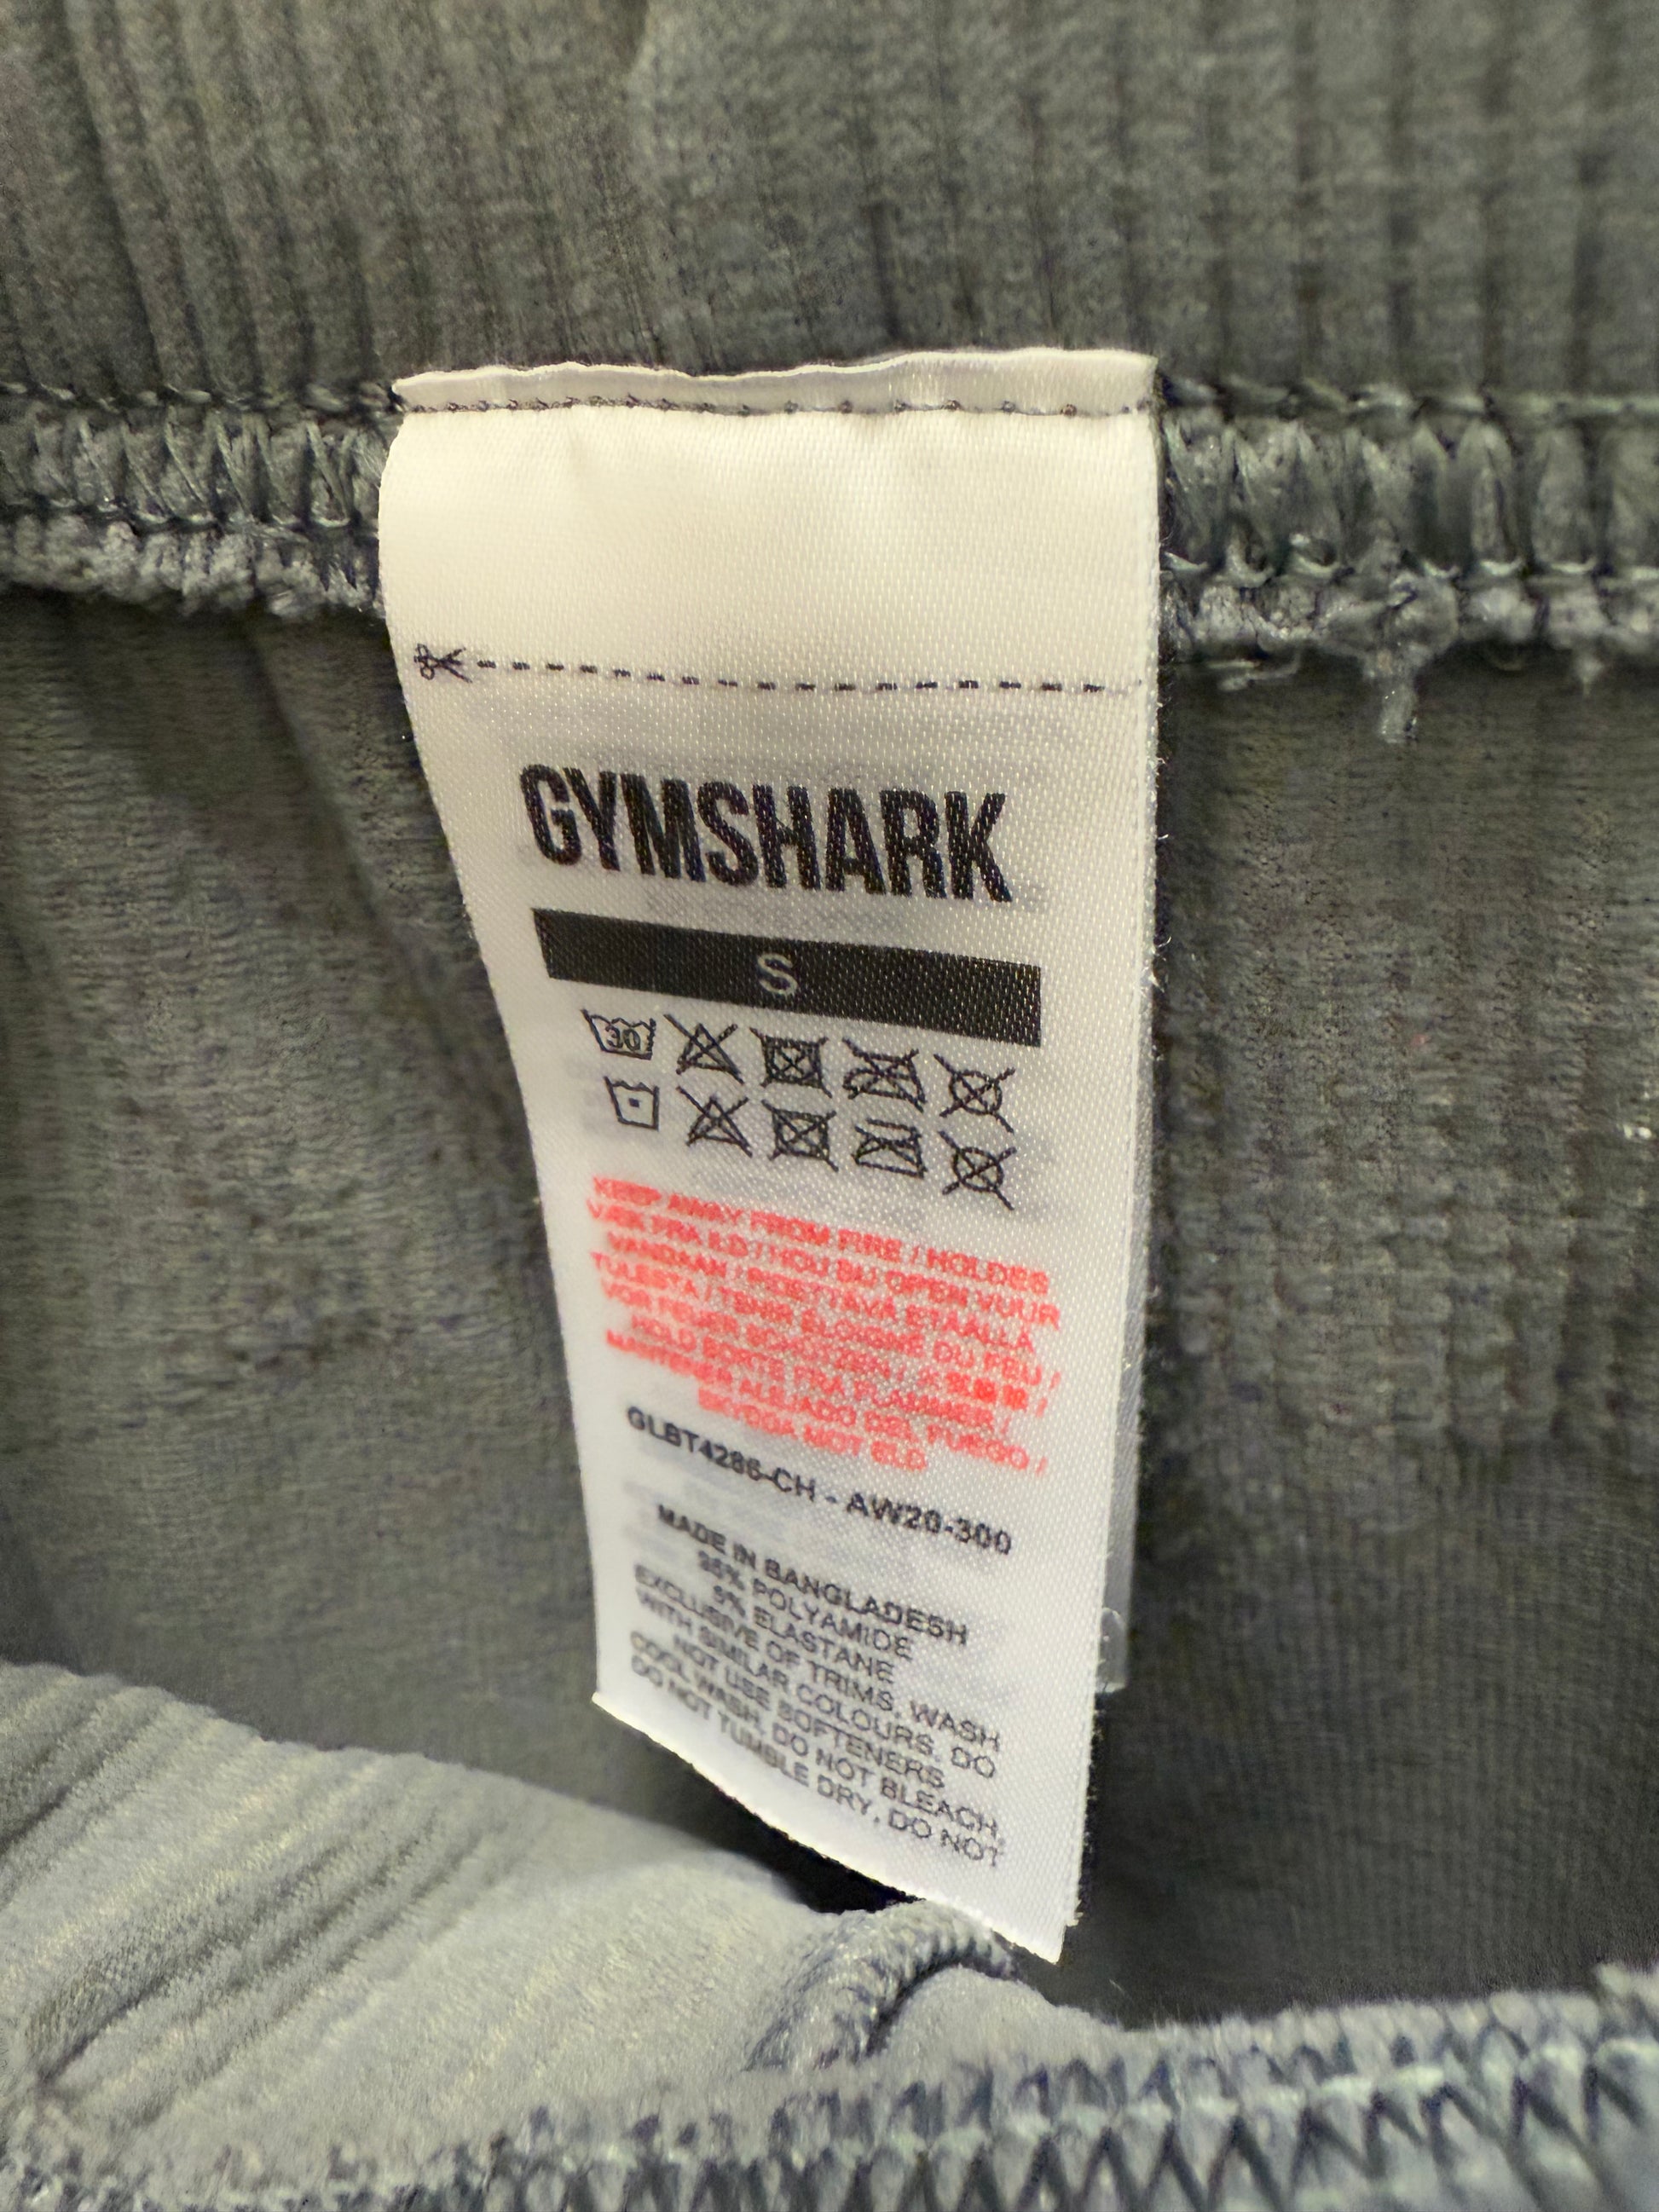 GYMSHARK
S
30
KEEP AWAY FROM FIRE / HOLDES
VÆK FRA ILD / HOU BIJ OPEN VUUR
VANDAAN /
TULESTA / TENIR ÉLOIGNÉ DU FEU /
VOR FEUER
HOLD BORTE FRA FLAMMER /
MANTENER ALEJADO DEL FUEGO /
SKYDDA MOT ELD
GLBT4286-CH - AW20-300
MADE IN BANGLADESH
95% POLYAMIDE
5% ELASTANE
EXCLUSIVE OF TRIMS. WASH
WITH SIMILAR COLOURS. DO
NOT USE SOFTENERS
COOL WASH, DO NOT BLEACH,
DO NOT TUMBLE DRY, DO NOT